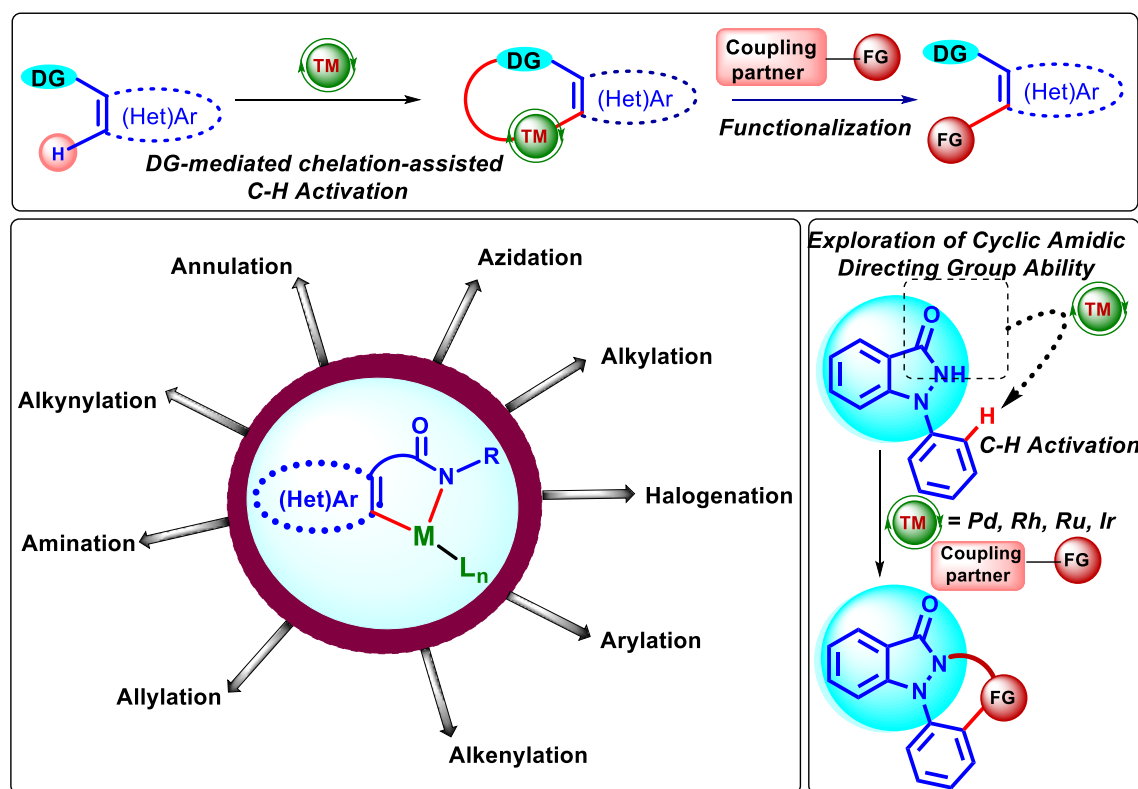 DG
TM
(Het)Ar
H
DG-mediated chelation-assisted
C-H Activation
DG
(Het)Ar
TM
Coupling
partner
FG
Functionalization
DG
(Het)Ar
FG
Annulation
Azidation
Alkylation
Alkynylation
Halogenation
Amination
Arylation
Allylation
Alkenylation
O
N
R
(Het)Ar
M
Ln
Exploration of Cyclic Amidic
Directing Group Ability
O
TM
NH
N
H
C-H Activation
TM = Pd, Rh, Ru, Ir
Coupling
partner
FG
O
N
N
FG